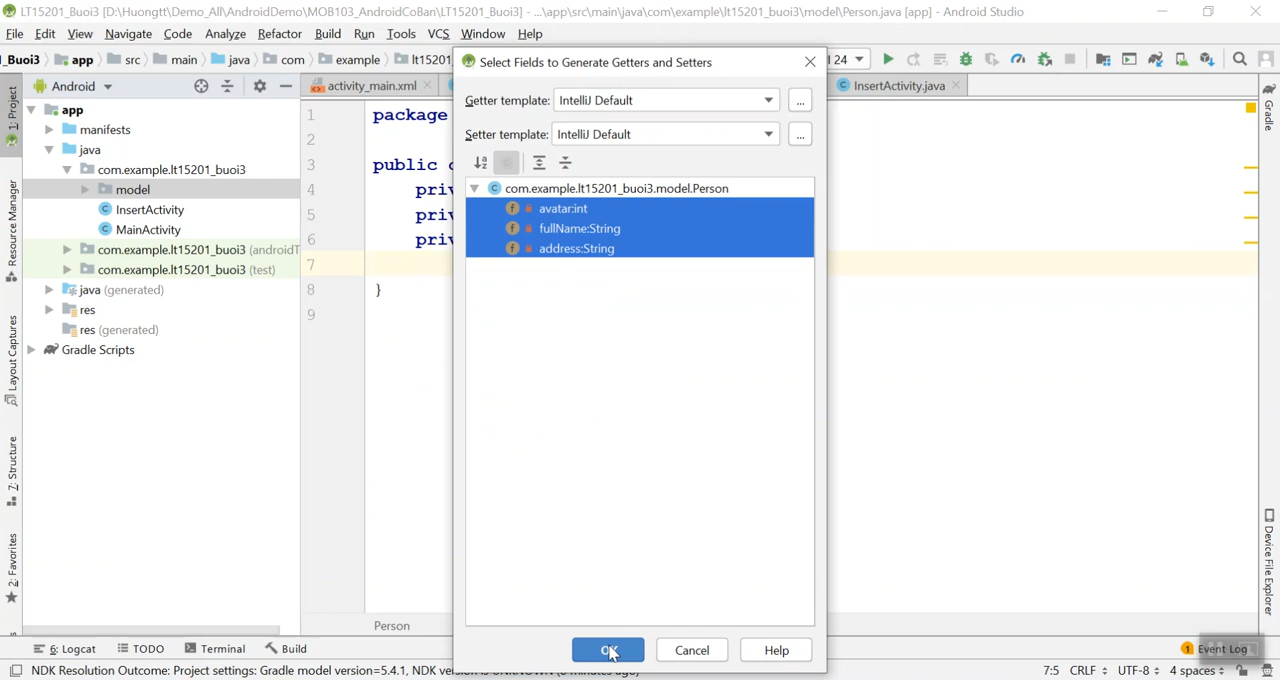 LT15201_Buoi3 [D:\Huongtt\Demo_All\AndroidDemo\MOB103_AndroidCoBan\LT15201_Buoi3] - ...\app\src\main\java\com\example\lt15201_buoi3\model\Person.java [app] - Android Studio
File Edit View Navigate Code Analyze Refactor Build Run Tools VCS Window Help
_Buoi3 app src main java com example lt15201 24
Select Fields to Generate Getters and Setters
Android
activity_main.xml
InsertActivity.java
Getter template: IntelliJ Default ...
Setter template: IntelliJ Default ...
com.example.lt15201_buoi3.model.Person
avatar:int
fullName:String
address:String
OK Cancel Help
app
manifests
java
com.example.lt15201_buoi3
model
InsertActivity
MainActivity
com.example.lt15201_buoi3 (androidT
com.example.lt15201_buoi3 (test)
java (generated)
res
res (generated)
Gradle Scripts
1 package
2
3 public c
4 priv
5 priv
6 priv
7
8 }
9
Person
1: Project
Resource Manager
Layout Captures
7: Structure
2: Favorites
Gradle
Device File Explorer
6: Logcat TODO Terminal Build
1 Event Log
NDK Resolution Outcome: Project settings: Gradle model version=5.4.1, NDK
7:5 CRLF UTF-8 4 spaces